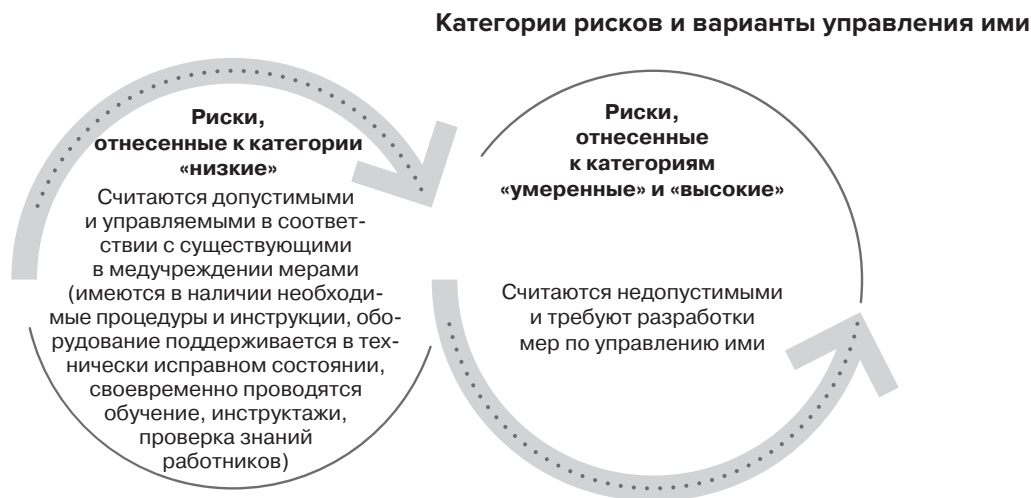 Категории рисков и варианты управления ими
Риски,
отнесенные к категории
«низкие»
Считаются допустимыми
и управляемыми в соответ-
ствии с существующими
в медучреждении мерами
(имеются в наличии необходи-
мые процедуры и инструкции, обо-
рудование поддерживается в тех-
нически исправном состоянии,
своевременно проводятся
обучение, инструктажи,
проверка знаний
работников)
Риски,
отнесенные
к категориям
«умеренные» и «высокие»
Считаются недопустимыми
и требуют разработки
мер по управлению ими